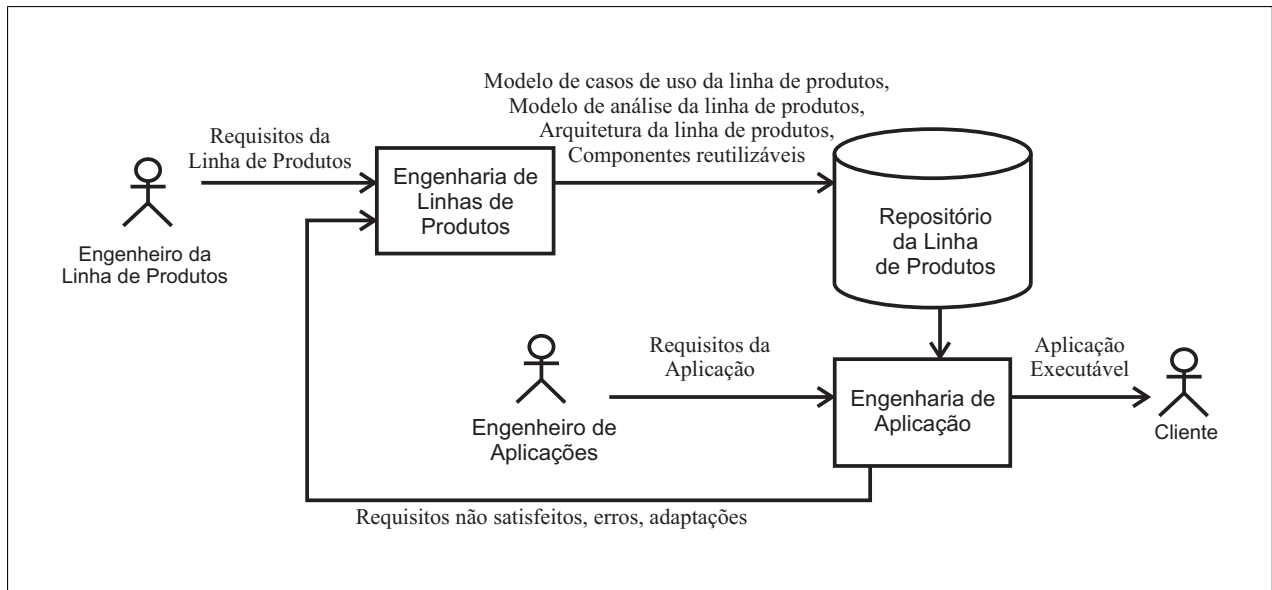 Modelo de casos de uso da linha de produtos,
Modelo de análise da linha de produtos,
Arquitetura da linha de produtos,
Componentes reutilizáveis
Requisitos da
Linha de Produtos
Engenharia de
Linhas de
Produtos
Repositório
da Linha
de Produtos
Engenheiro da
Linha de Produtos
Requisitos da
Aplicação
Aplicação
Executável
Engenharia de
Aplicação
Engenheiro de
Aplicações
Cliente
Requisitos não satisfeitos, erros, adaptações